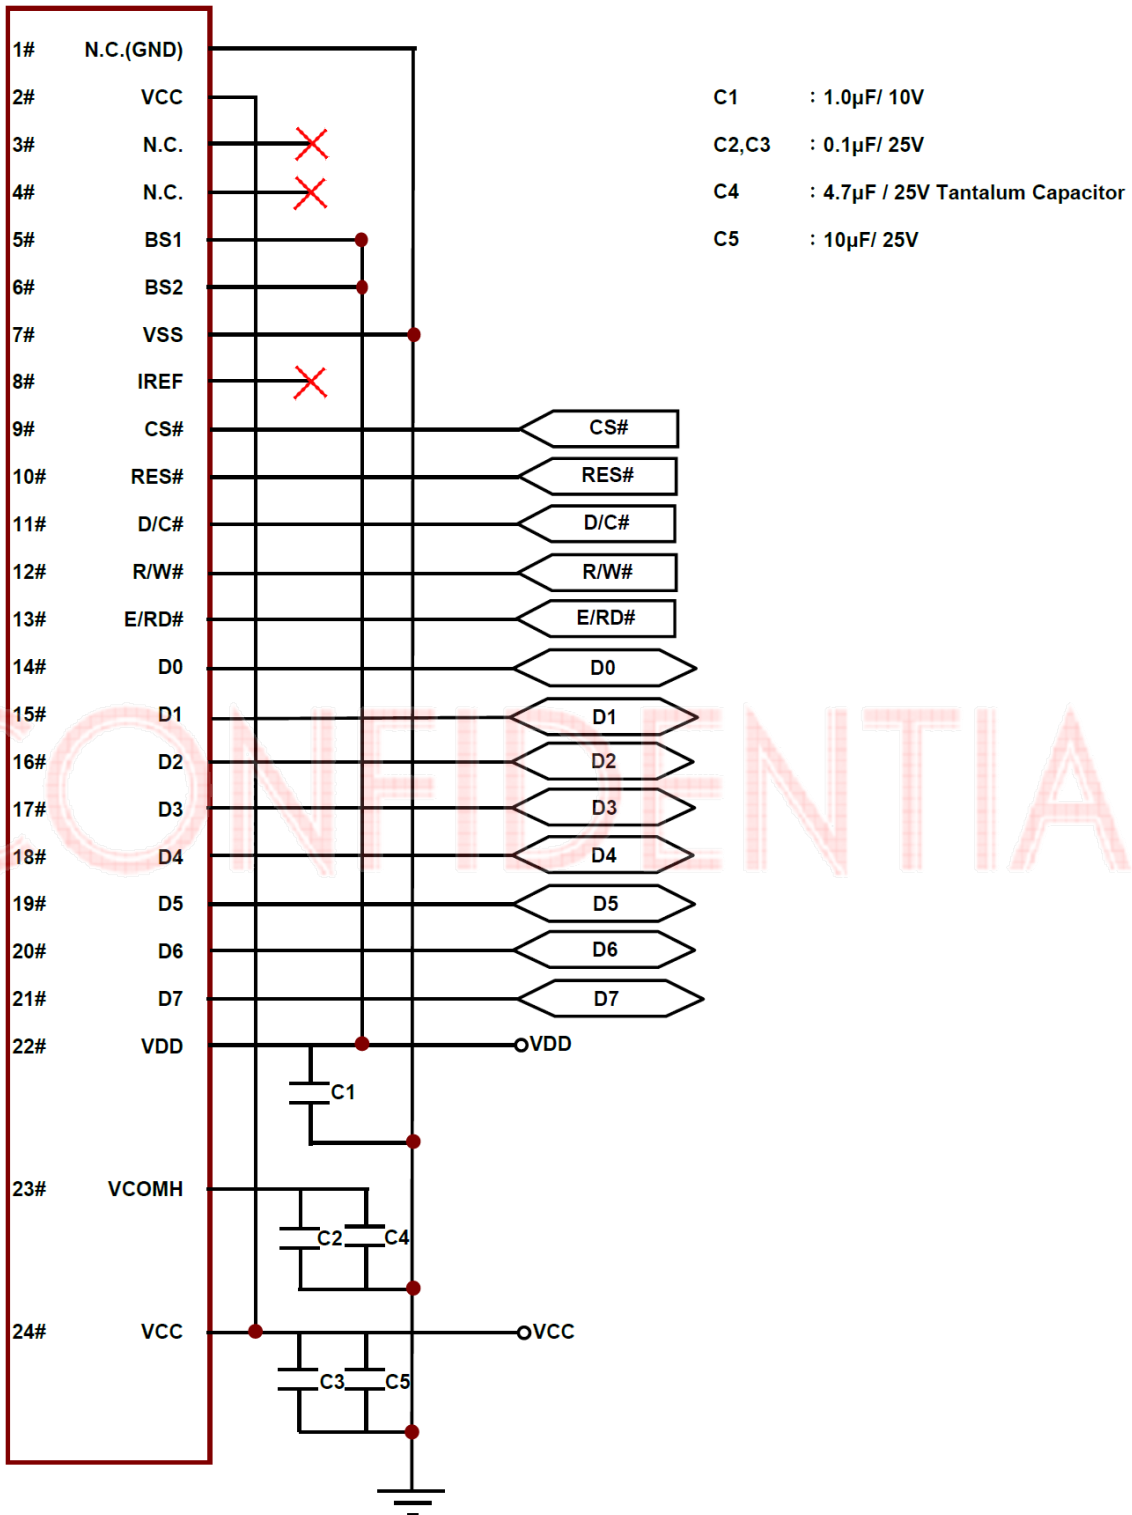 1# N.C.(GND)
2# VCC
3# N.C.
4# N.C.
5# BS1
6# BS2
7# VSS
8# IREF
9# CS# CS#
10# RES# RES#
11# D/C# D/C#
12# R/W# R/W#
13# E/RD# E/RD#
14# D0 D0
15# D1 D1
16# D2 D2
17# D3 D3
18# D4 D4
19# D5 D5
20# D6 D6
21# D7 D7
22# VDD VDD
C1
23# VCOMH
C2 C4
24# VCC VCC
C3 C5
C1 : 1.0µF/ 10V
C2,C3 : 0.1µF/ 25V
C4 : 4.7µF / 25V Tantalum Capacitor
C5 : 10µF/ 25V
CONFIDENTIA